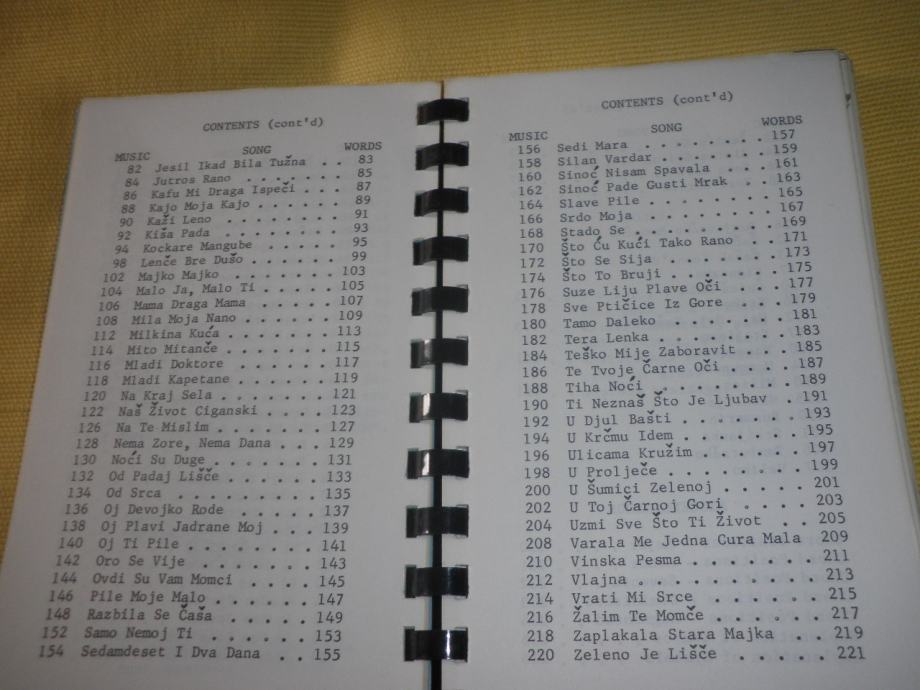 CONTENTS (cont'd)
MUSIC SONG WORDS
82 Jesil Ikad Bila Tužna . . 83
84 Jutros Rano . . . . . . . 85
86 Kafu Mi Draga Ispeči . . . 87
88 Kajo Moja Kajo . . . . . . 89
90 Kaži Leno . . . . . . . . 91
92 Kiša Pada . . . . . . . . 93
94 Kockare Mangube . . . . . 95
98 Lenče Bre Dušo . . . . . . 99
102 Majko Majko . . . . . . . 103
104 Malo Ja, Malo Ti . . . . . 105
106 Mama Draga Mama . . . . . 107
108 Mila Moja Nano . . . . . . 109
112 Milkina Kuća . . . . . . . 113
114 Mito Mitanče . . . . . . . 115
116 Mladi Doktore . . . . . . 117
118 Mladi Kapetane . . . . . . 119
120 Na Kraj Sela . . . . . . . 121
122 Naš Život Ciganski . . . . 123
126 Na Te Mislim . . . . . . . 127
128 Nema Zore, Nema Dana . . . 129
130 Noći Su Duge . . . . . . . 131
132 Od Padaj Lišče . . . . . . 133
134 Od Srca . . . . . . . . . 135
136 Oj Devojko Rode . . . . . 137
138 Oj Plavi Jadrane Moj . . . 139
140 Oj Ti Pile . . . . . . . . 141
142 Oro Se Vije . . . . . . . 143
144 Ovdi Su Vam Momci . . . . 145
146 Pile Moje Malo . . . . . . 147
148 Razbila Se Čaša . . . . . 149
152 Samo Nemoj Ti . . . . . . 153
154 Sedamdeset I Dva Dana . . 155
CONTENTS (cont'd)
MUSIC SONG WORDS
156 Sedi Mara . . . . . . . 157
158 Silan Vardar . . . . . . 159
160 Sinoć Nisam Spavala . . . 161
162 Sinoć Pade Gusti Mrak . . 163
164 Slave Pile . . . . . . . . 165
166 Srdo Moja . . . . . . . . 167
168 Stado Se . . . . . . . . . 169
170 Što Ću Kući Tako Rano . . 171
172 Što Se Sija . . . . . . . 173
174 Što To Bruji . . . . . . . 175
176 Suze Liju Plave Oči . . . 177
178 Sve Ptičice Iz Gore . . . 179
180 Tamo Daleko . . . . . . . 181
182 Tera Lenka . . . . . . . . 183
184 Teško Mije Zaboravit . . . 185
186 Te Tvoje Čarne Oči . . . . 187
188 Tiha Noći . . . . . . . . 189
190 Ti Neznaš Što Je Ljubav . 191
192 U Djul Bašti . . . . . . . 193
194 U Krčmu Idem . . . . . . . 195
196 Ulicama Kružim . . . . . . 197
198 U Prolječe . . . . . . . . 199
200 U Šumici Zelenoj . . . . . 201
202 U Toj Čarnoj Gori . . . . 203
204 Uzmi Sve Što Ti Život . . 205
208 Varala Me Jedna Cura Mala 209
210 Vinska Pesma . . . . . . . 211
212 Vlajna . . . . . . . . . . 213
214 Vrati Mi Srce . . . . . . 215
216 Žalim Te Momče . . . . . . 217
218 Zaplakala Stara Majka . . 219
220 Zeleno Je Lišče . . . . . 221